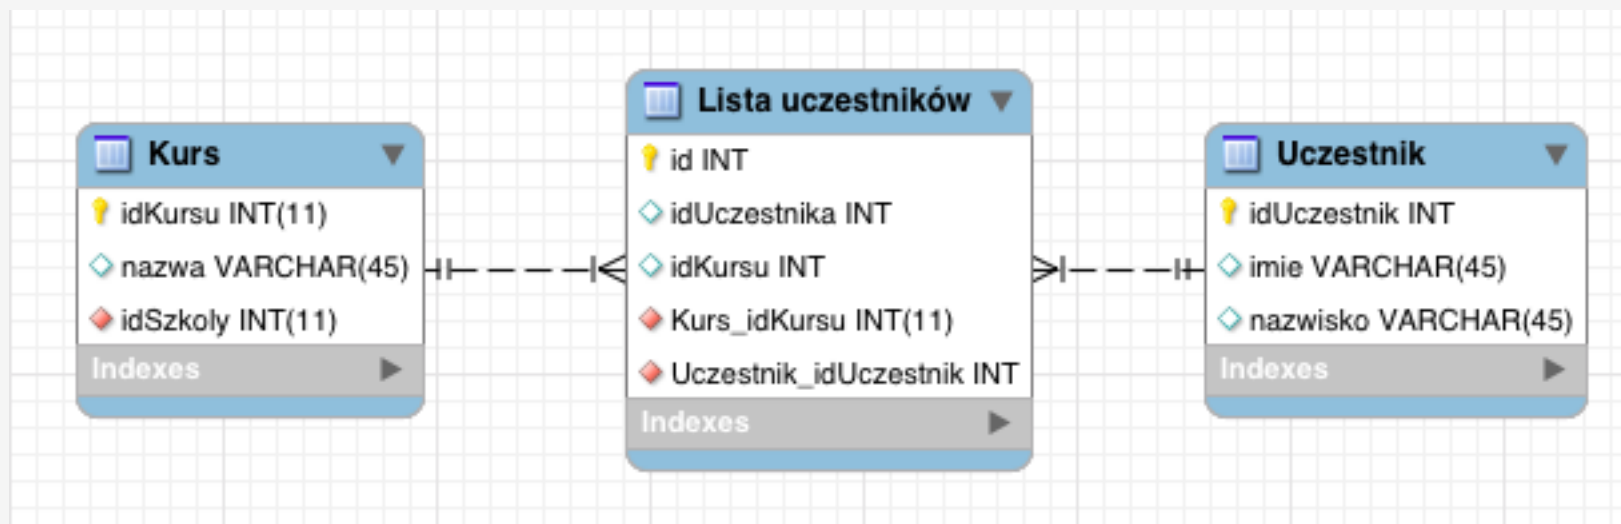 Kurs
idKursu INT(11)
nazwa VARCHAR(45)
idSzkoly INT(11)
Indexes
Lista uczestników
id INT
idUczestnika INT
idKursu INT
Kurs_idKursu INT(11)
Uczestnik_idUczestnik INT
Indexes
Uczestnik
idUczestnik INT
imie VARCHAR(45)
nazwisko VARCHAR(45)
Indexes